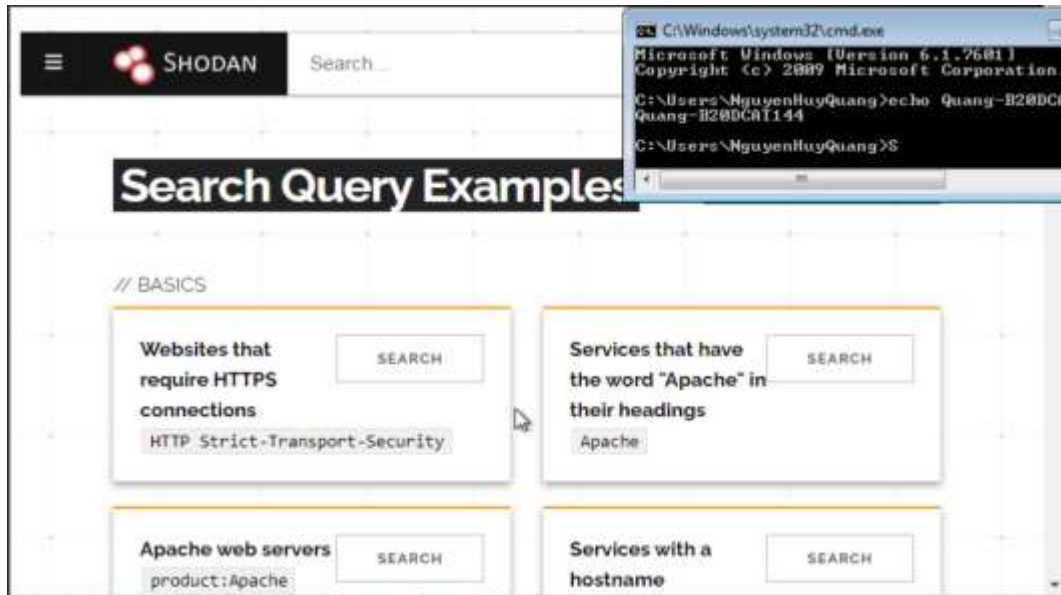 SHODAN
Search...
C:\Windows\system32\cmd.exe
Microsoft Windows [Version 6.1.7601]
Copyright (c) 2009 Microsoft Corporation.
C:\Users\NguyenHuyQuang>echo Quang-B20DCA
Quang-B20DCAT144
C:\Users\NguyenHuyQuang>S
Search Query Examples
// BASICS
Websites that
require HTTPS
connections
SEARCH
HTTP Strict-Transport-Security
Services that have
the word "Apache" in
their headings
SEARCH
Apache
Apache web servers
SEARCH
product:Apache
Services with a
hostname
SEARCH